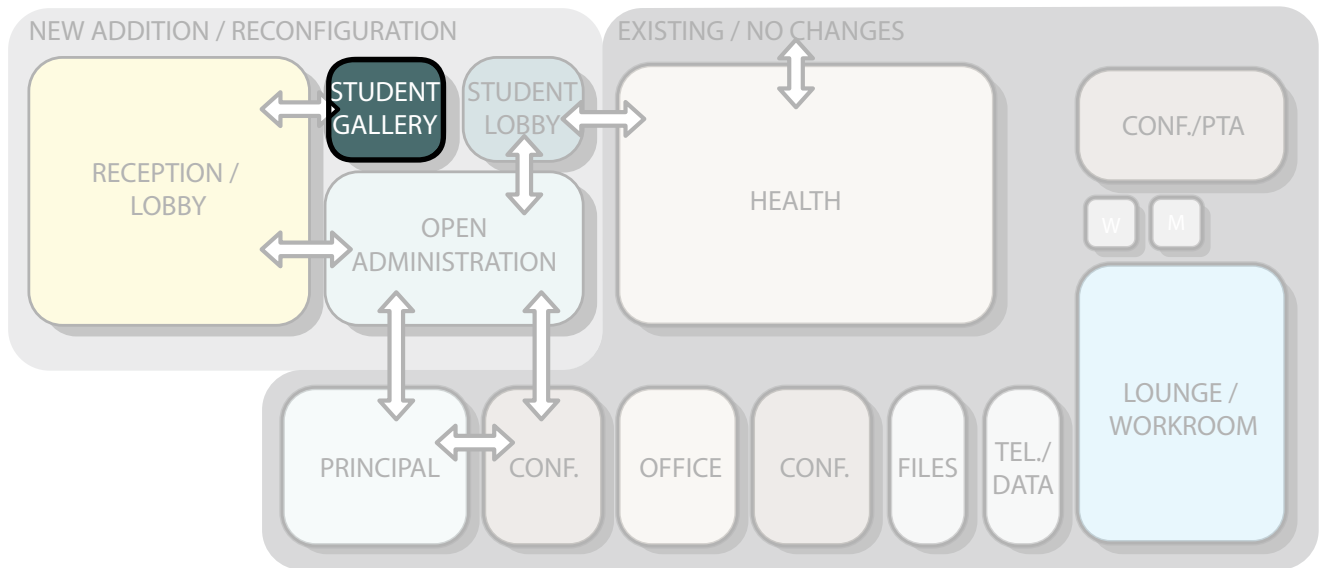 NEW ADDITION / RECONFIGURATION
EXISTING / NO CHANGES
STUDENT
GALLERY
STUDENT
LOBBY
RECEPTION /
LOBBY
OPEN
ADMINISTRATION
HEALTH
CONF./PTA
W
M
LOUNGE /
WORKROOM
PRINCIPAL
CONF.
OFFICE
CONF.
FILES
TEL./
DATA